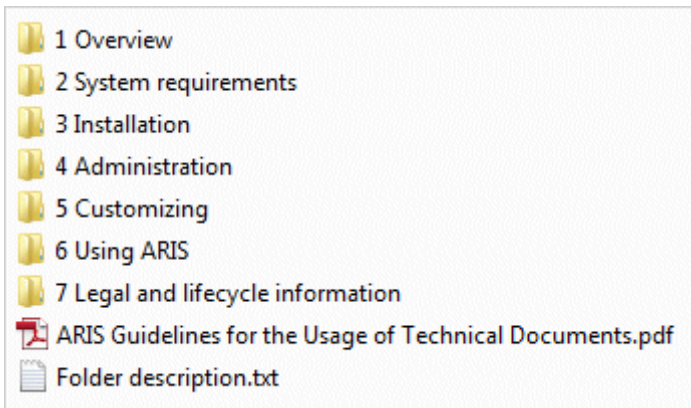 1 Overview
2 System requirements
3 Installation
4 Administration
5 Customizing
6 Using ARIS
7 Legal and lifecycle information
ARIS Guidelines for the Usage of Technical Documents.pdf
Folder description.txt